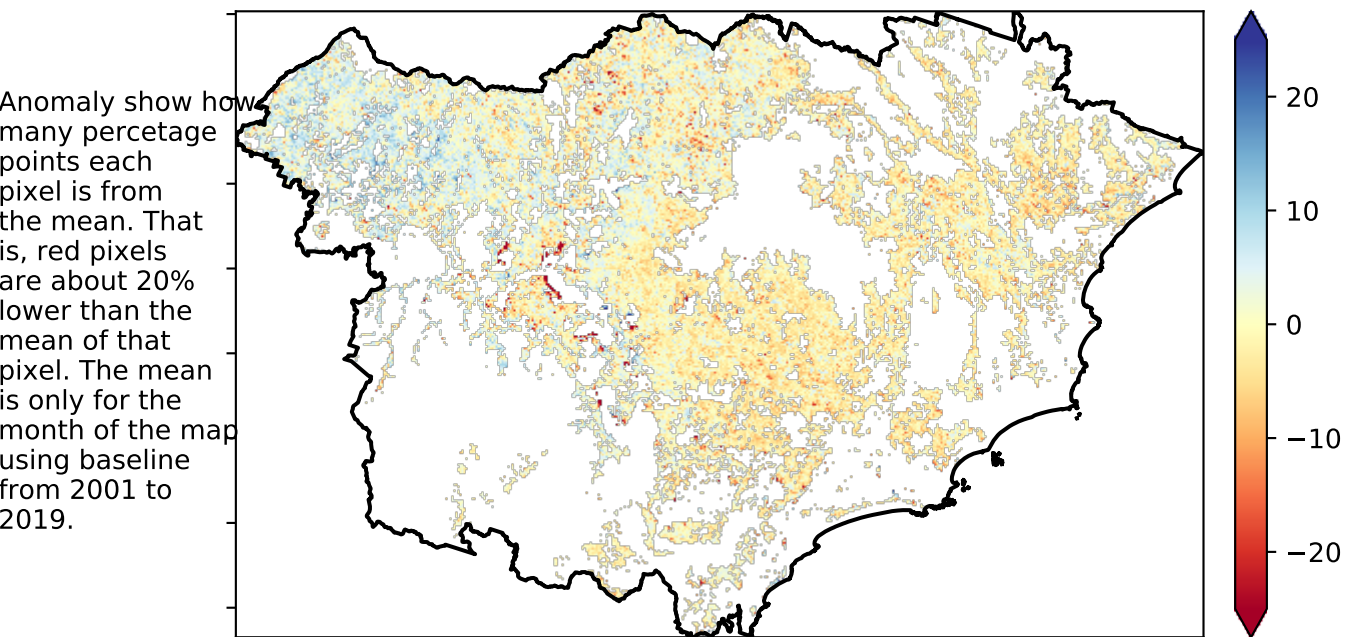 Anomaly show how
many percetage
points each
pixel is from
the mean. That
is, red pixels
are about 20%
lower than the
mean of that
pixel. The mean
is only for the
month of the map
using baseline
from 2001 to
2019.
20
10
0
−10
−20